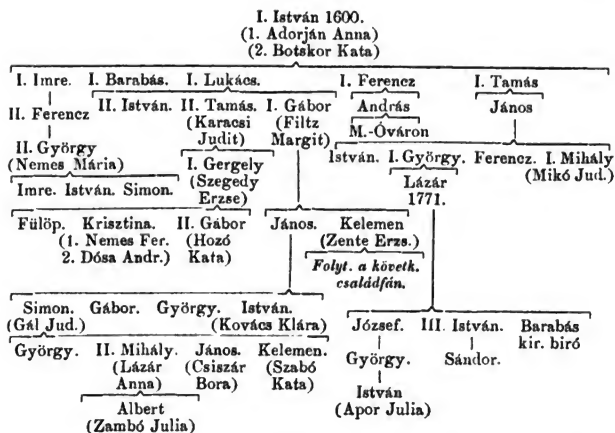 I. István 1600.
(1. Adorján Anna)
(2. Botskor Kata)
I. Imre. I. Barabás. I. Lukács. I. Ferencz I. Tamás
II. Ferencz II. István. II. Tamás. I. Gábor András János
(Karacsi (Filtz M.-Óváron
II. György Judit) Margit)
(Nemes Mária) I. Gergely István. I. György. Ferencz. I. Mihály
(Szegedy Lázár (Mikó Jud.)
Imre. István. Simon. Erzse) 1771.
Fülöp. Krisztina. II. Gábor János. Kelemen
(1. Nemes Fer. (Hozó (Zente Erzs.)
2. Dósa Andr.) Kata) Folyt. a követk.
családfán.
Simon. Gábor. György. István.
(Gál Jud.) (Kovács Klára) József. III. István. Barabás
kir. biró
György. II. Mihály. János. Kelemen. György. Sándor.
(Lázár (Csiszár (Szabó
Anna) Bora) Kata) István
Albert (Apor Julia)
(Zambó Julia)